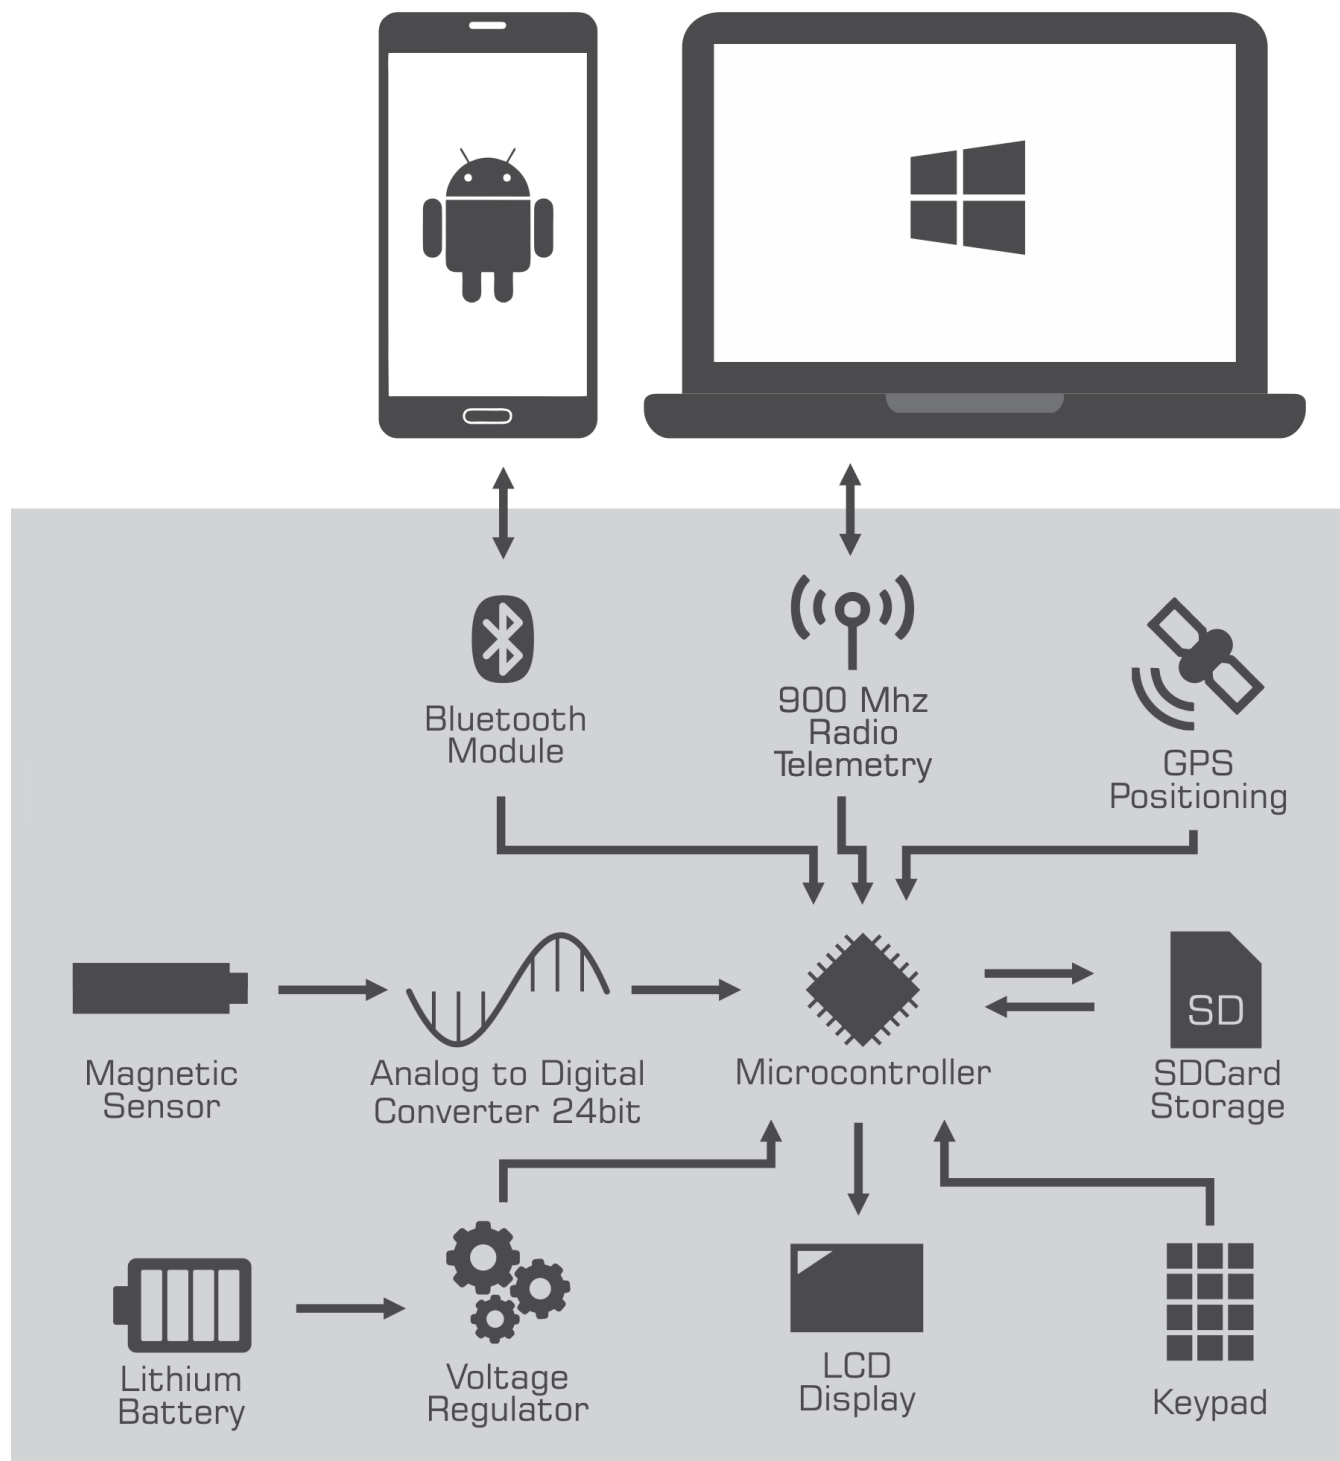 Bluetooth
Module
900 Mhz
Radio
Telemetry
GPS
Positioning
Magnetic
Sensor
Analog to Digital
Converter 24bit
Microcontroller
SD
SDCard
Storage
Lithium
Battery
Voltage
Regulator
LCD
Display
Keypad